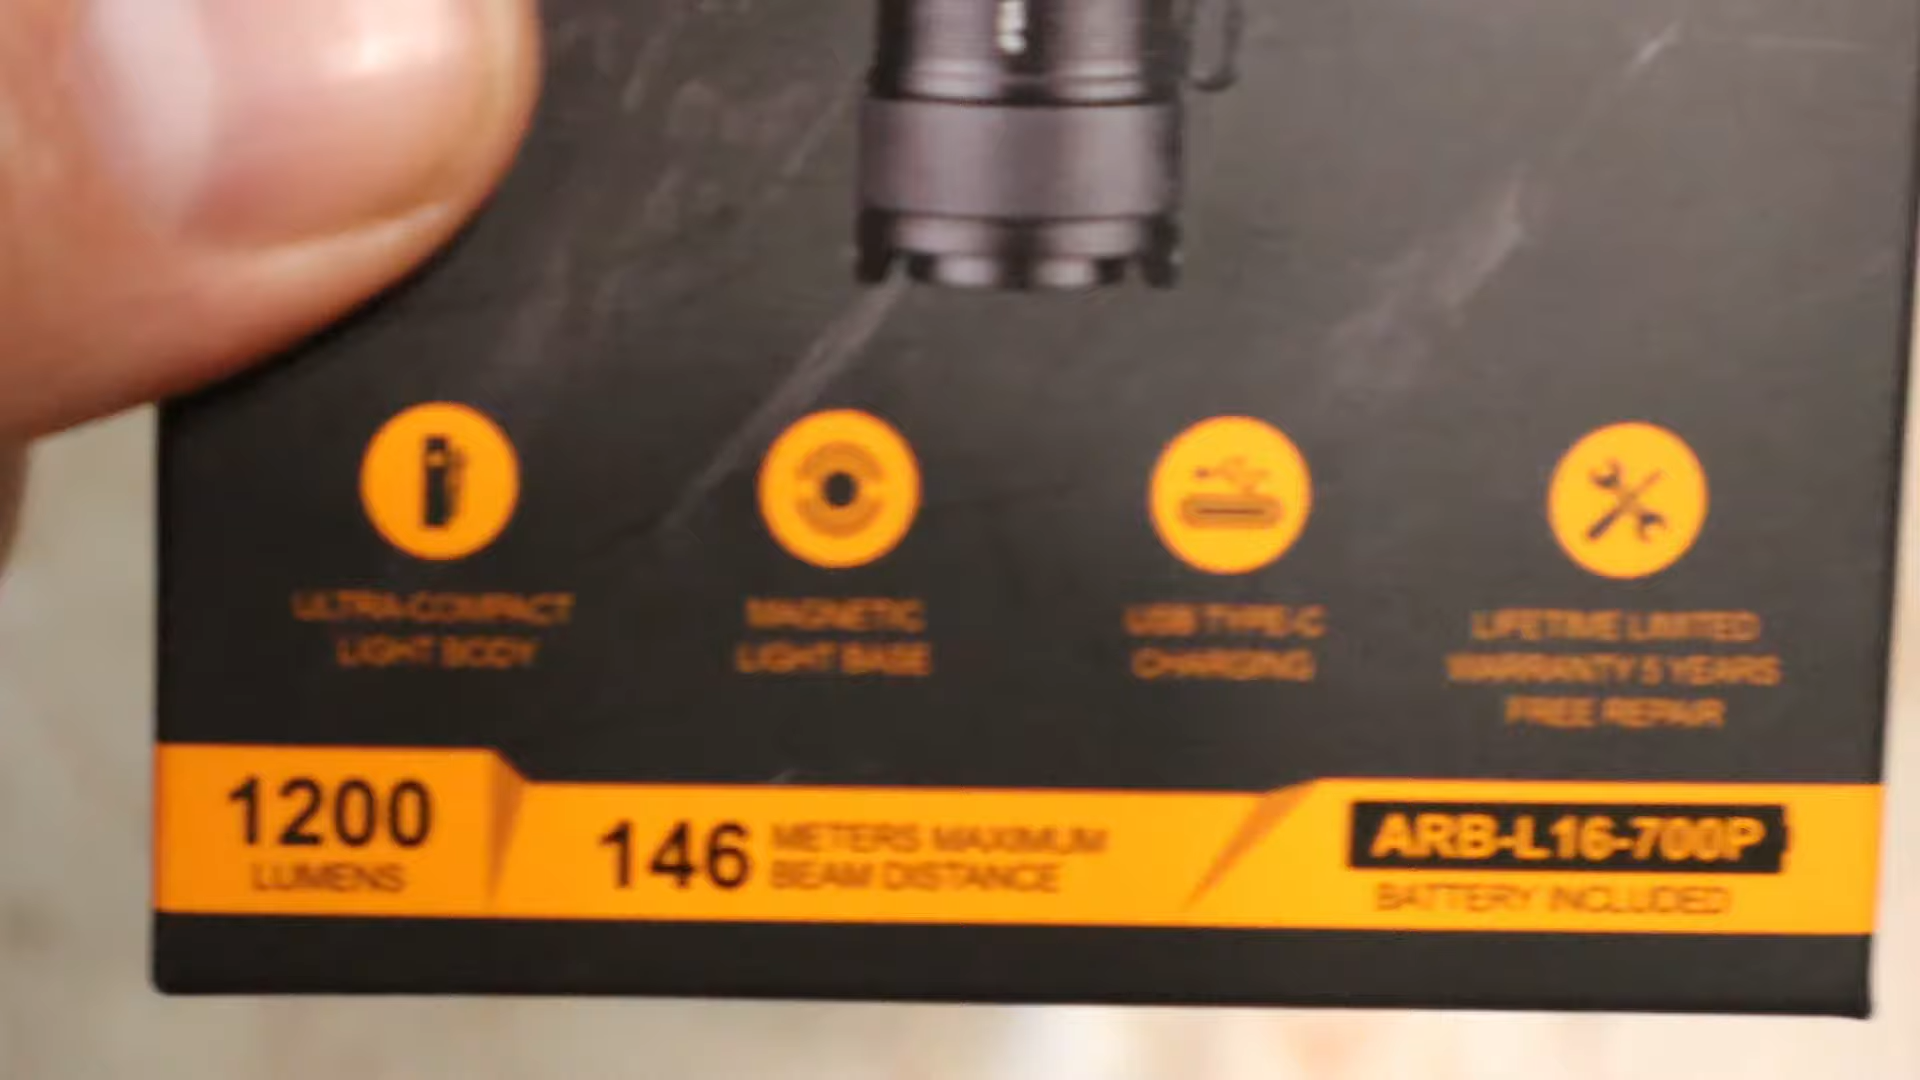 ULTRA-COMPACT
LIGHT BODY
MAGNETIC
LIGHT BASE
USB TYPE-C
CHARGING
LIFETIME LIMITED
WARRANTY 5 YEARS
FREE REPAIR
1200
LUMENS
146 METERS MAXIMUM
BEAM DISTANCE
ARB-L16-700P
BATTERY INCLUDED